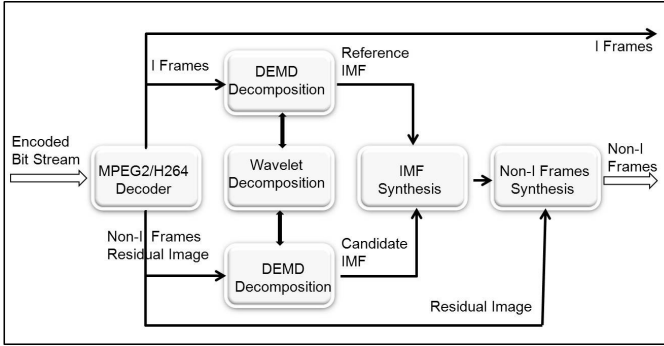 I Frames
I Frames
DEMD
Decomposition
Reference
IMF
Encoded
Bit Stream
MPEG2/H264
Decoder
Wavelet
Decomposition
IMF
Synthesis
Non-I Frames
Synthesis
Non-I
Frames
Non-I Frames
Residual Image
DEMD
Decomposition
Candidate
IMF
Residual Image